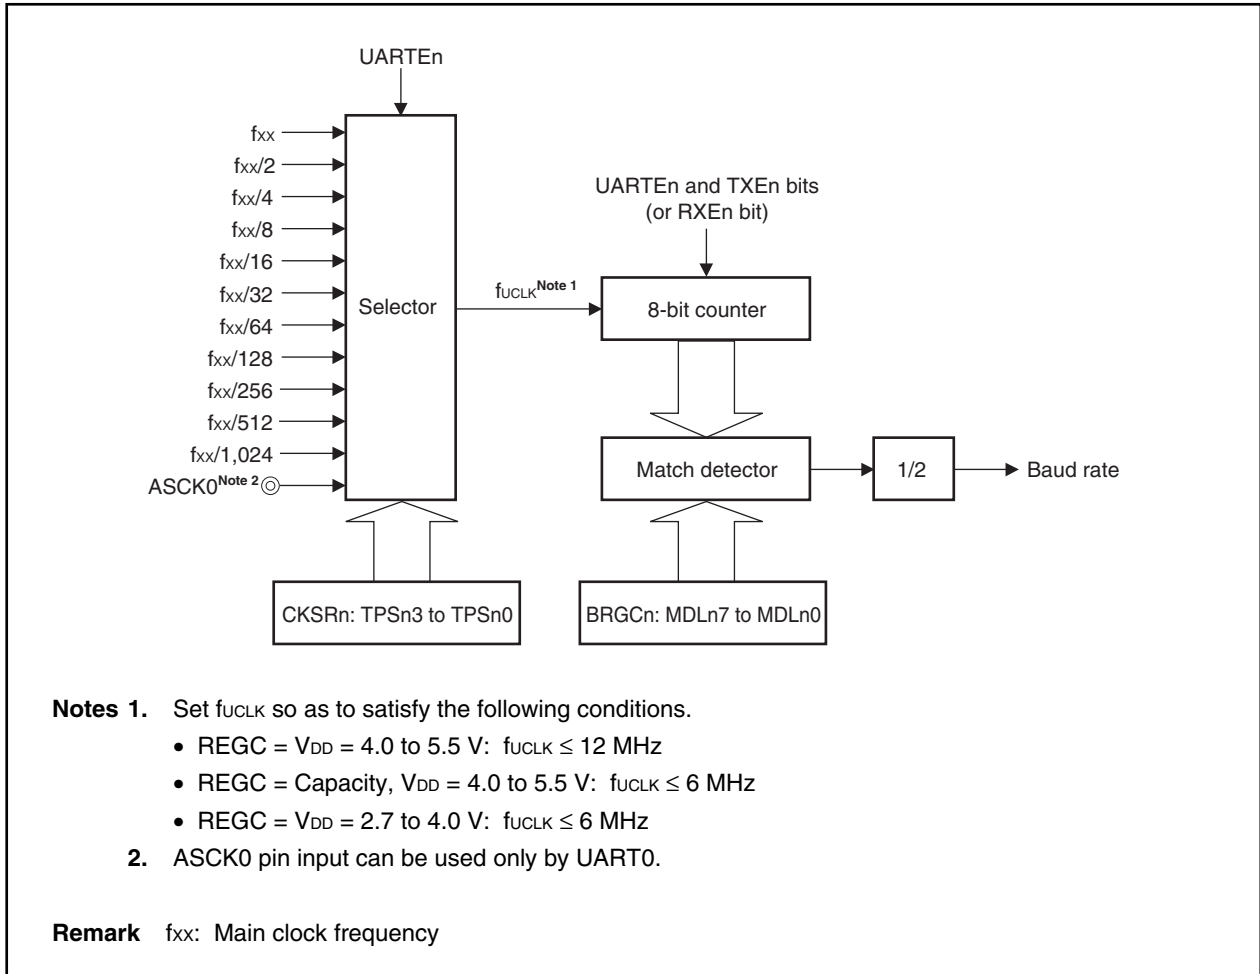 UARTEn
fxx
fxx/2
fxx/4
fxx/8
fxx/16
fxx/32
fxx/64
fxx/128
fxx/256
fxx/512
fxx/1,024
ASCK0Note 2
Selector
fUCLKNote 1
UARTEn and TXEn bits
(or RXEn bit)
8-bit counter
Match detector
1/2
Baud rate
CKSRn: TPSn3 to TPSn0
BRGCn: MDLn7 to MDLn0
Notes 1. Set fUCLK so as to satisfy the following conditions.
• REGC = VDD = 4.0 to 5.5 V: fUCLK ≤ 12 MHz
• REGC = Capacity, VDD = 4.0 to 5.5 V: fUCLK ≤ 6 MHz
• REGC = VDD = 2.7 to 4.0 V: fUCLK ≤ 6 MHz
2. ASCK0 pin input can be used only by UART0.
Remark fxx: Main clock frequency